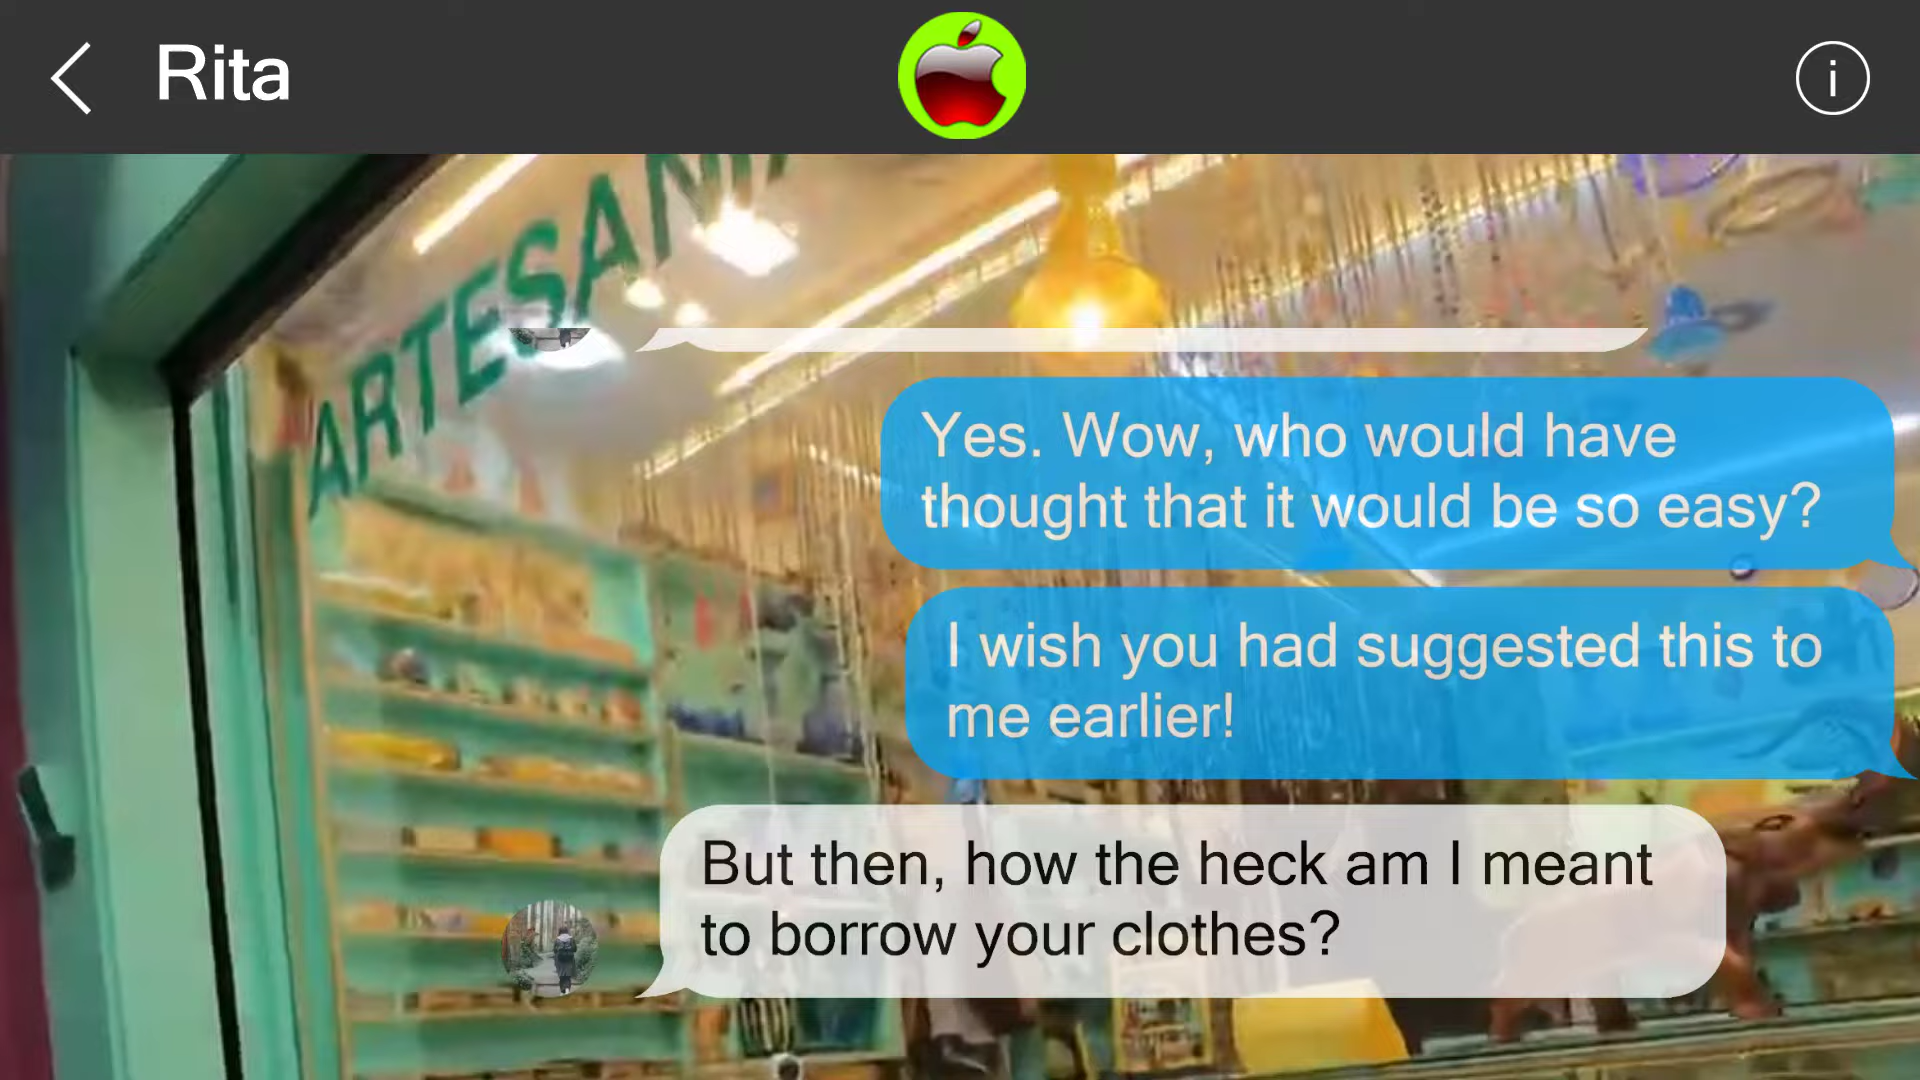 Rita
i
Yes. Wow, who would have
thought that it would be so easy?
I wish you had suggested this to
me earlier!
But then, how the heck am I meant
to borrow your clothes?